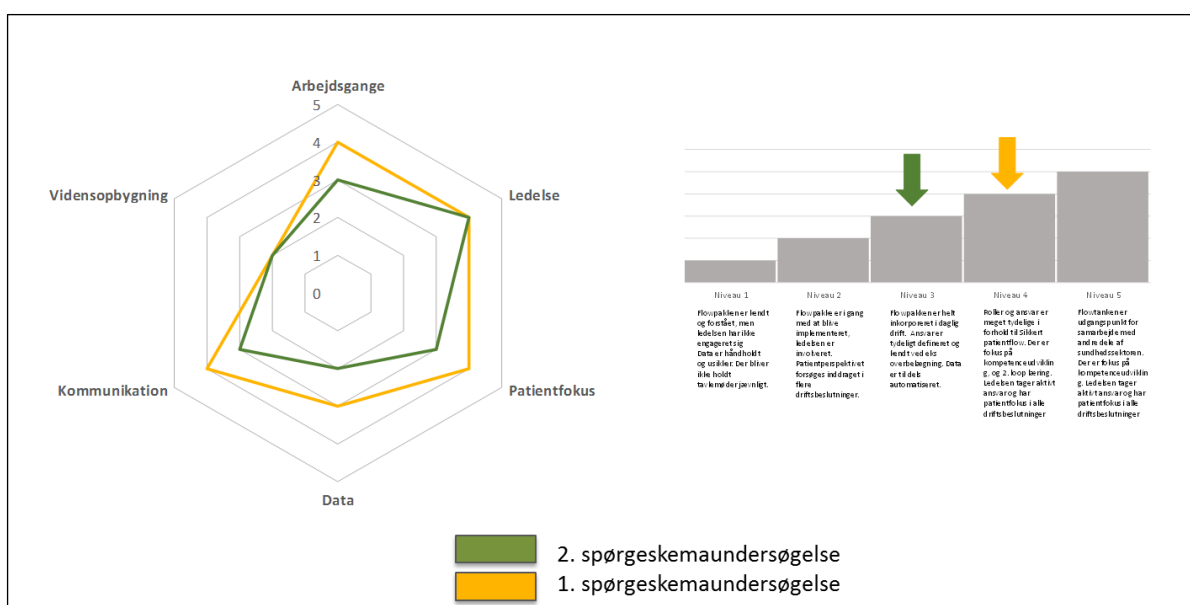 Arbejdsgange
5
4
3
2
1
0
Ledelse
Patientfokus
Data
Kommunikation
Vidensopbygning
Niveau 1
Flowpakken er kendt
og forstået, men
ledelsen har ikke
engageret sig
Data er håndholdt
og usikker. Der bliver
ikke holdt
tavlemøder jævnligt.
Niveau 2
Flowpakke er i gang
med at blive
implementeret,
ledelsen er
involveret.
Patientperspektivet
forsøges inddraget i
flere
driftsbeslutninger.
Niveau 3
Flowpakken er helt
inkorporeret i daglig
drift. Ansvar er
tydeligt defineret og
kendt ved eks
overbelægning. Data
er til dels
automatiseret.
Niveau 4
Roller og ansvar er
meget tydelige i
forhold til Sikkert
patientflow. Der er
fokus på
kompetenceudviklin
g, og 2. loop læring.
Ledelsen tager aktivt
ansvar og har
patientfokus i alle
driftsbeslutninger
Niveau 5
Flowtanken er
udgangspunkt for
samarbejde med
andre dele af
sundhedssektoren.
Der er fokus på
kompetenceudviklin
g. Ledelsen tager
aktivt ansvar og har
patientfokus i alle
driftsbeslutninger
2. spørgeskemaundersøgelse
1. spørgeskemaundersøgelse